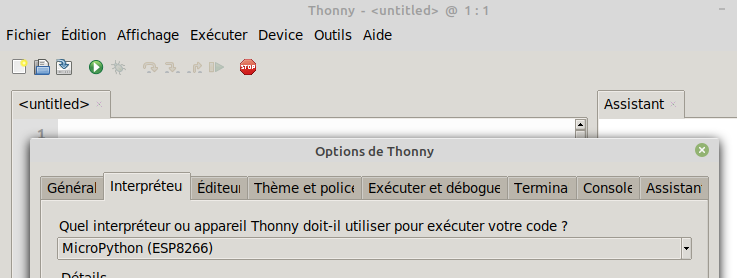 Thonny - <untitled> @ 1 : 1
Fichier Édition Affichage Exécuter Device Outils Aide
STOP
<untitled> Assistant
1
Options de Thonny
Général Interpréteu Éditeur Thème et police Exécuter et débogue Termina Console Assistan
Quel interpréteur ou appareil Thonny doit-il utiliser pour exécuter votre code ?
MicroPython (ESP8266)
Détails